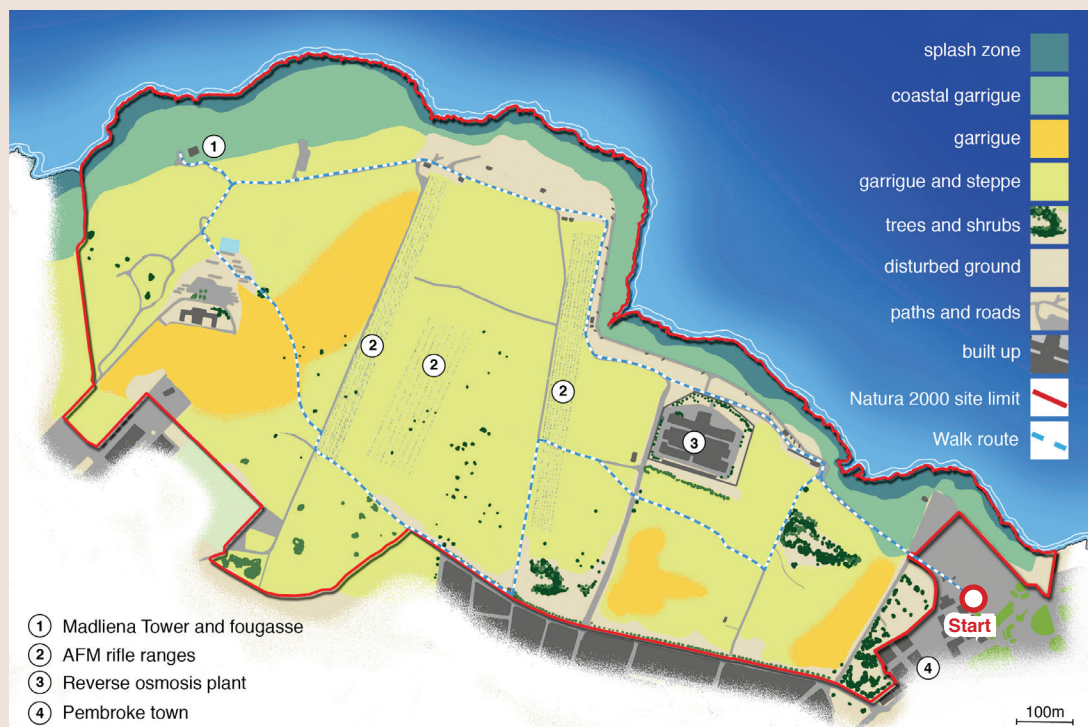 splash zone
coastal garrigue
garrigue
garrigue and steppe
trees and shrubs
disturbed ground
paths and roads
built up
Natura 2000 site limit
Walk route
1
2
2
2
3
Start
4
1 Madliena Tower and fougasse
2 AFM rifle ranges
3 Reverse osmosis plant
4 Pembroke town
100m